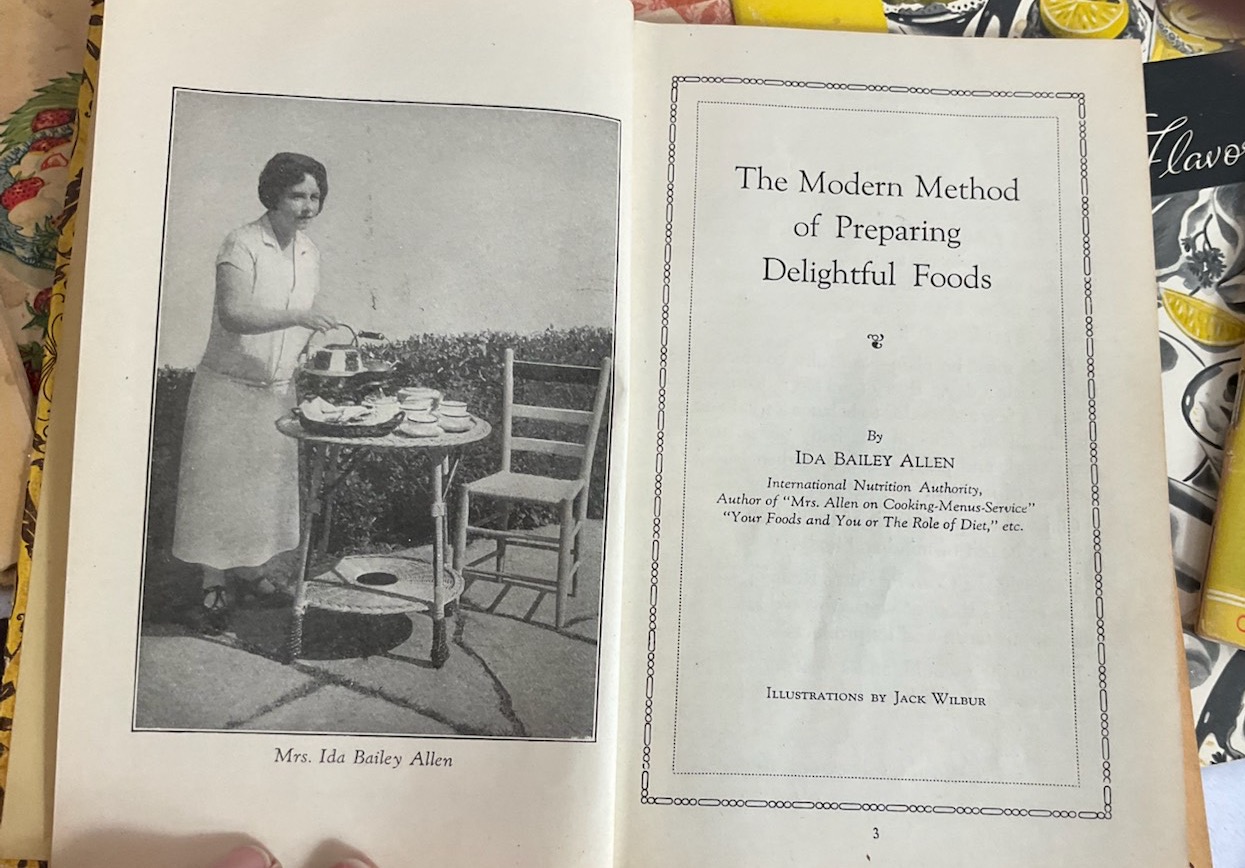 Mrs. Ida Bailey Allen
The Modern Method
of Preparing
Delightful Foods
By
IDA BAILEY ALLEN
International Nutrition Authority,
Author of "Mrs. Allen on Cooking-Menus-Service"
"Your Foods and You or The Role of Diet," etc.
ILLUSTRATIONS BY JACK WILBUR
3